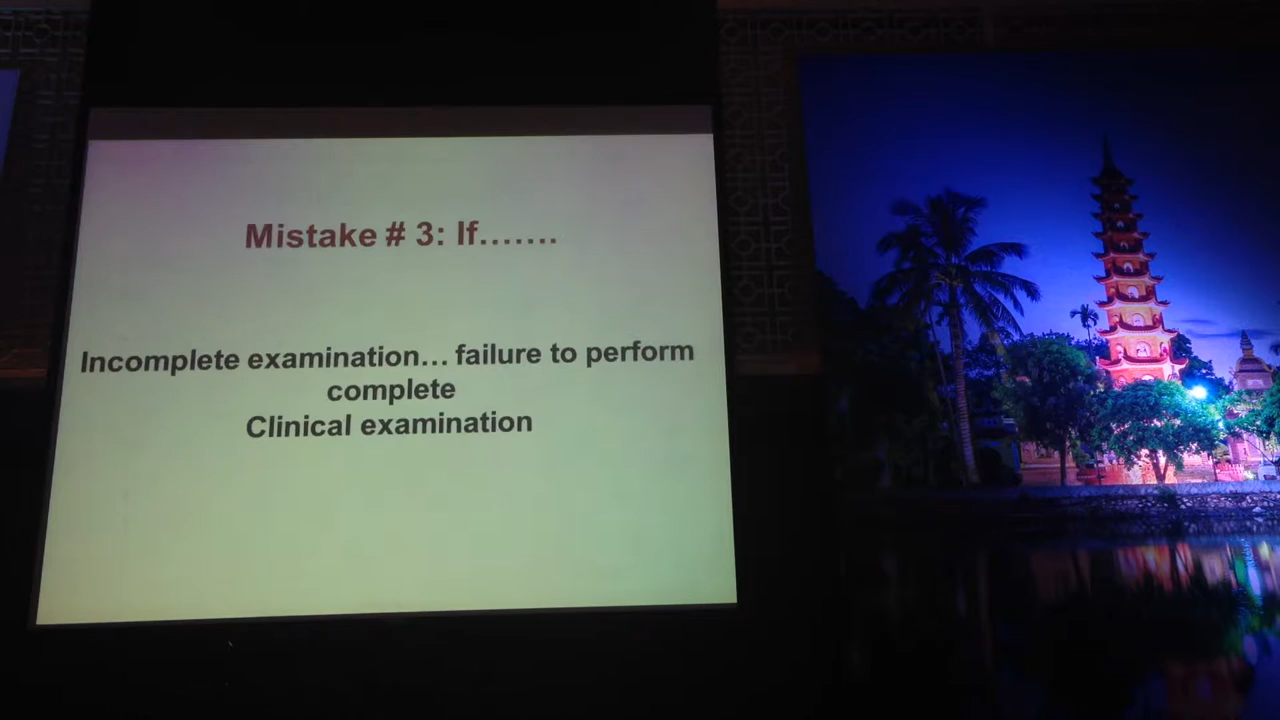 Mistake # 3: If.......
Incomplete examination... failure to perform
complete
Clinical examination